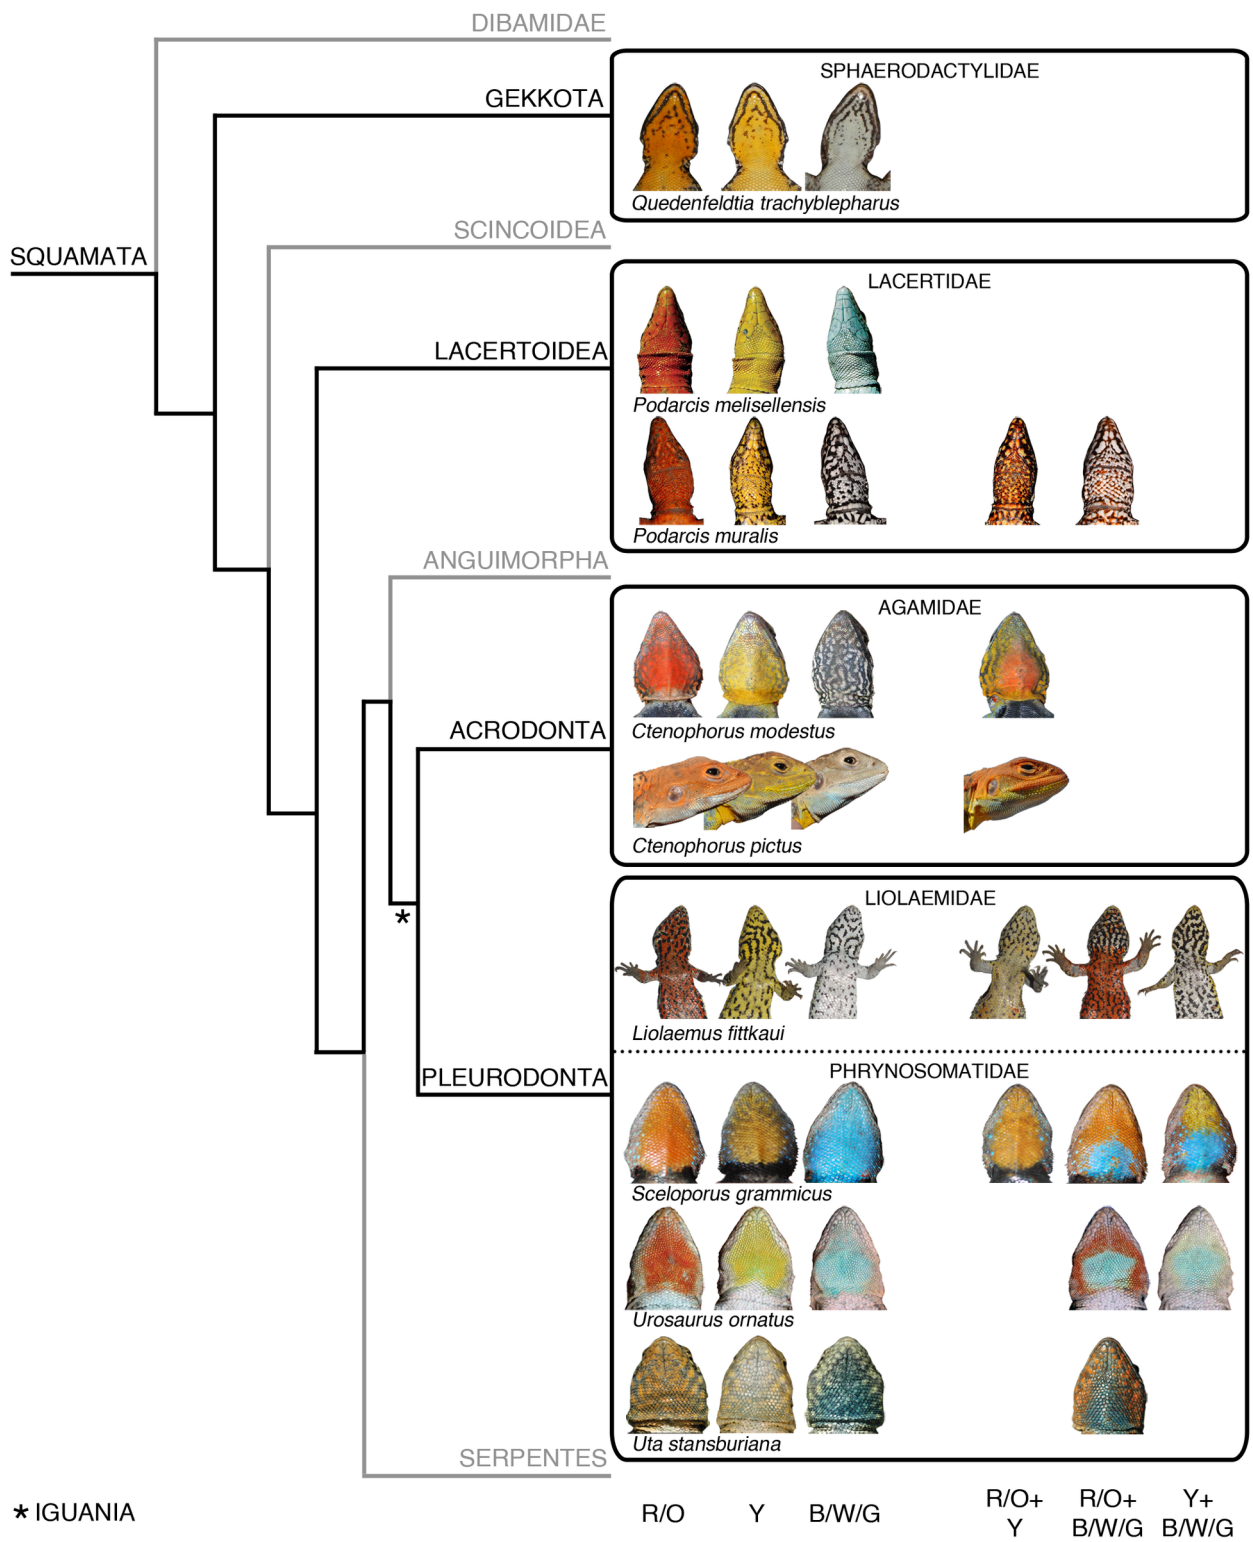 DIBAMIDAE
SPHAERODACTYLIDAE
GEKKOTA
Quedenfeldtia trachyblepharus
SCINCOIDEA
SQUAMATA
LACERTIDAE
LACERTOIDEA
Podarcis melisellensis
Podarcis muralis
ANGUIMORPHA
AGAMIDAE
ACRODONTA
Ctenophorus modestus
Ctenophorus pictus
LIOLAEMIDAE
*
Liolaemus fittkaui
PLEURODONTA
PHRYNOSOMATIDAE
Sceloporus grammicus
Urosaurus ornatus
Uta stansburiana
SERPENTES
* IGUANIA
R/O Y B/W/G
R/O+ R/O+ Y+
Y B/W/G B/W/G